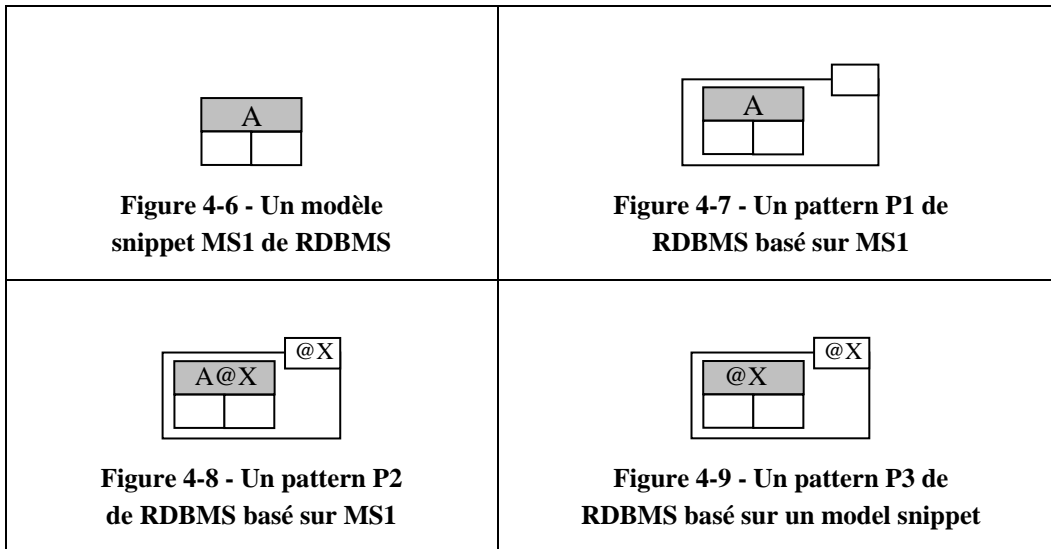 A
Figure 4-6 - Un modèle
snippet MS1 de RDBMS
A
Figure 4-7 - Un pattern P1 de
RDBMS basé sur MS1
@X
A@X
Figure 4-8 - Un pattern P2
de RDBMS basé sur MS1
@X
@X
Figure 4-9 - Un pattern P3 de
RDBMS basé sur un model snippet